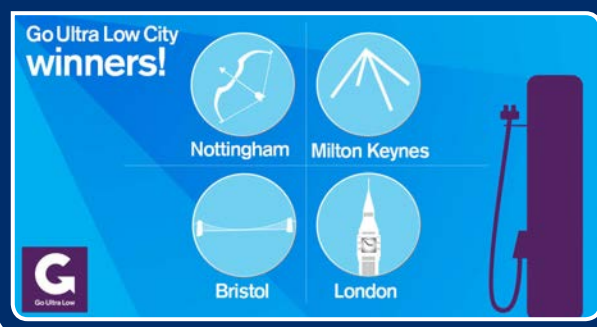 Go Ultra Low City
winners!
Nottingham
Milton Keynes
Bristol
London
Go Ultra Low